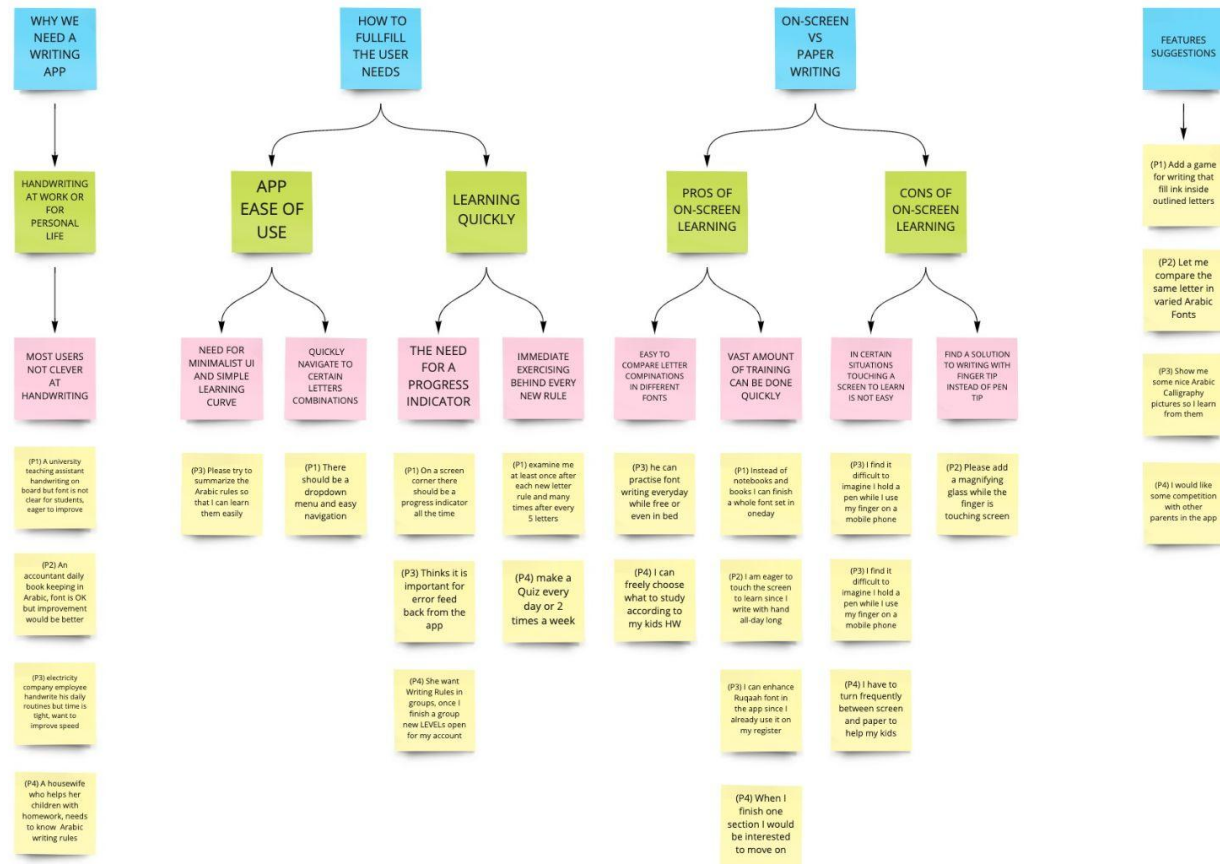 WHY WE
NEED A
WRITING
APP
HOW TO
FULLFILL
THE USER
NEEDS
ON-SCREEN
VS
PAPER
WRITING
FEATURES
SUGGESTIONS
HANDWRITING
AT WORK OR
FOR
PERSONAL
LIFE
APP
EASE OF
USE
LEARNING
QUICKLY
PROS OF
ON-SCREEN
LEARNING
CONS OF
ON-SCREEN
LEARNING
(P1) Add a game
for writing that
fill ink inside
outlined letters
(P2) Let me
compare the
same letter in
varied Arabic
Fonts
MOST USERS
NOT CLEVER
AT
HANDWRITING
NEED FOR
MINIMALIST UI
AND SIMPLE
LEARNING
CURVE
QUICKLY
NAVIGATE TO
CERTAIN
LETTERS
COMBINATIONS
THE NEED
FOR A
PROGRESS
INDICATOR
IMMEDIATE
EXERCISING
BEHIND EVERY
NEW RULE
EASY TO
COMPARE LETTER
COMPINATIONS
IN DIFFERENT
FONTS
VAST AMOUNT
OF TRAINING
CAN BE DONE
QUICKLY
IN CERTAIN
SITUATIONS
TOUCHING A
SCREEN TO LEARN
IS NOT EASY
FIND A SOLUTION
TO WRITING WITH
FINGER TIP
INSTEAD OF PEN
TIP
(P3) Show me
some nice Arabic
Calligraphy
pictures so I learn
from them
(P1) A university
teaching assistant
handwriting on
board but font is not
clear for students,
eager to improve
(P3) Please try to
summarize the
Arabic rules so
that I can learn
them easily
(P1) There
should be a
dropdown
menu and easy
navigation
(P1) On a screen
corner there
should be a
progress indicator
all the time
(P1) examine me
at least once after
each new letter
rule and many
times after every
5 letters
(P3) he can
practise font
writing everyday
while free or
even in bed
(P1) Instead of
notebooks and
books I can finish
a whole font set in
oneday
(P3) I find it
difficult to
imagine I hold a
pen while I use
my finger on a
mobile phone
(P2) Please add
a magnifying
glass while the
finger is
touching screen
(P4) I would like
some competition
with other
parents in the app
(P2) An
accountant daily
book keeping in
Arabic, font is OK
but improvement
would be better
(P3) Thinks it is
important for
error feed
back from the
app
(P4) make a
Quiz every
day or 2
times a week
(P4) I can
freely choose
what to study
according to
my kids HW
(P2) I am eager to
touch the screen
to learn since I
write with hand
all-day long
(P3) I find it
difficult to
imagine I hold a
pen while I use
my finger on a
mobile phone
(P3) electricity
company employee
handwrite his daily
routines but time is
tight, want to
improve speed
(P4) She want
Writing Rules in
groups, once I
finish a group
new LEVELs open
for my account
(P3) I can enhance
Ruqaah font in
the app since I
already use it on
my register
(P4) I have to
turn frequently
between screen
and paper to
help my kids
(P4) A housewife
who helps her
children with
homework, needs
to know Arabic
writing rules
(P4) When I
finish one
section I would
be interested
to move on